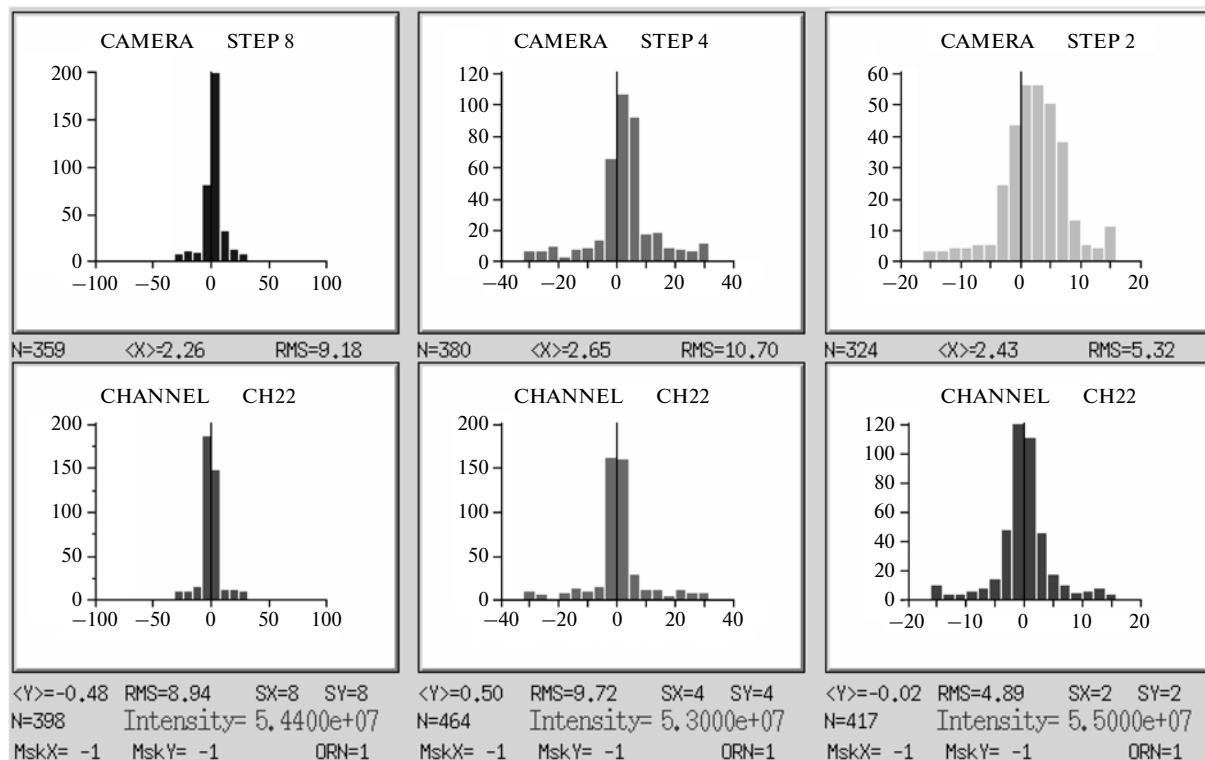 CAMERA STEP 8
200
150
100
50
0
−100 −50 0 50 100
N=359 <X>=2.26 RMS=9.18
CAMERA STEP 4
120
100
80
60
40
20
0
−40 −20 0 20 40
N=380 <X>=2.65 RMS=10.70
CAMERA STEP 2
60
50
40
30
20
10
0
−20 −10 0 10 20
N=324 <X>=2.43 RMS=5.32
CHANNEL CH22
200
150
100
50
0
−100 −50 0 50 100
<Y>=-0.48 RMS=8.94 SX=8 SY=8
N=398 Intensity= 5.4400e+07
MskX= -1 MskY= -1 ORN=1
CHANNEL CH22
200
150
100
50
0
−40 −20 0 20 40
<Y>=0.50 RMS=9.72 SX=4 SY=4
N=464 Intensity= 5.3000e+07
MskX= -1 MskY= -1 ORN=1
CHANNEL CH22
120
100
80
60
40
20
0
−20 −10 0 10 20
<Y>=-0.02 RMS=4.89 SX=2 SY=2
N=417 Intensity= 5.5000e+07
MskX= -1 MskY= -1 ORN=1